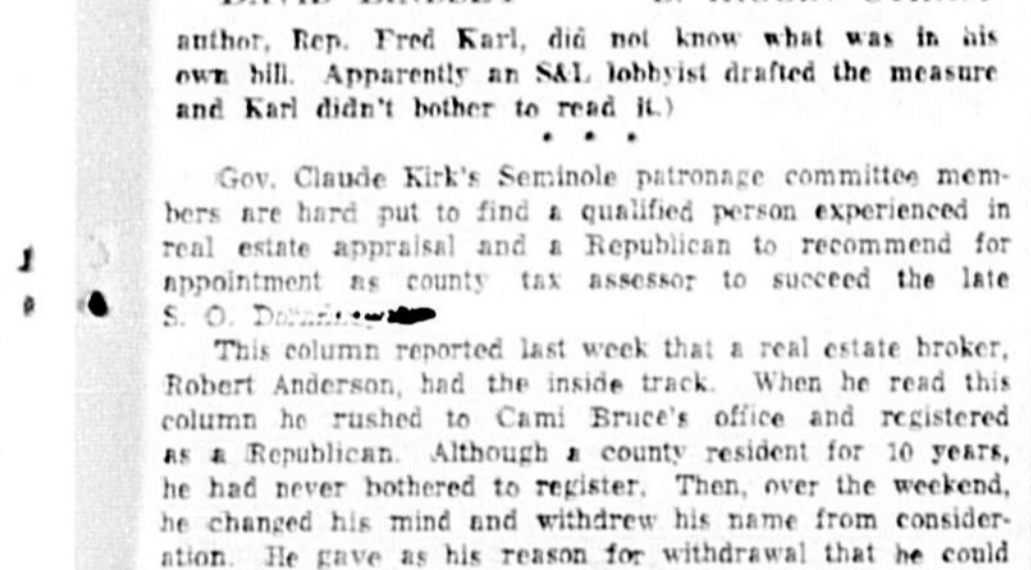 author, Rep. Fred Karl, did not know what was in his
own bill. Apparently an S&L lobbyist drafted the measure
and Karl didn't bother to read it.)
• • •
Gov. Claude Kirk's Seminole patronage committee mem-
bers are hard put to find a qualified person experienced in
real estate appraisal and a Republican to recommend for
appointment as county tax assessor to succeed the late
S. O.
This column reported last week that a real estate broker,
Robert Anderson, had the inside track. When he read this
column he rushed to Cami Bruce's office and registered
as a Republican. Although a county resident for 10 years,
he had never bothered to register. Then, over the weekend,
he changed his mind and withdrew his name from consider-
ation. He gave as his reason for withdrawal that he could